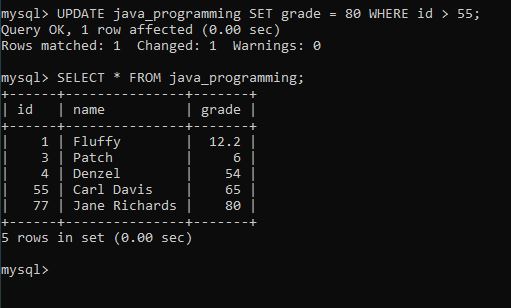 mysql> UPDATE java_programming SET grade = 80 WHERE id > 55;
Query OK, 1 row affected (0.00 sec)
Rows matched: 1  Changed: 1  Warnings: 0

mysql> SELECT * FROM java_programming;
+----+---------------+-------+
| id | name          | grade |
+----+---------------+-------+
|  1 | Fluffy        |  12.2 |
|  3 | Patch         |     6 |
|  4 | Denzel        |    54 |
| 55 | Carl Davis    |    65 |
| 77 | Jane Richards |    80 |
+----+---------------+-------+
5 rows in set (0.00 sec)

mysql>